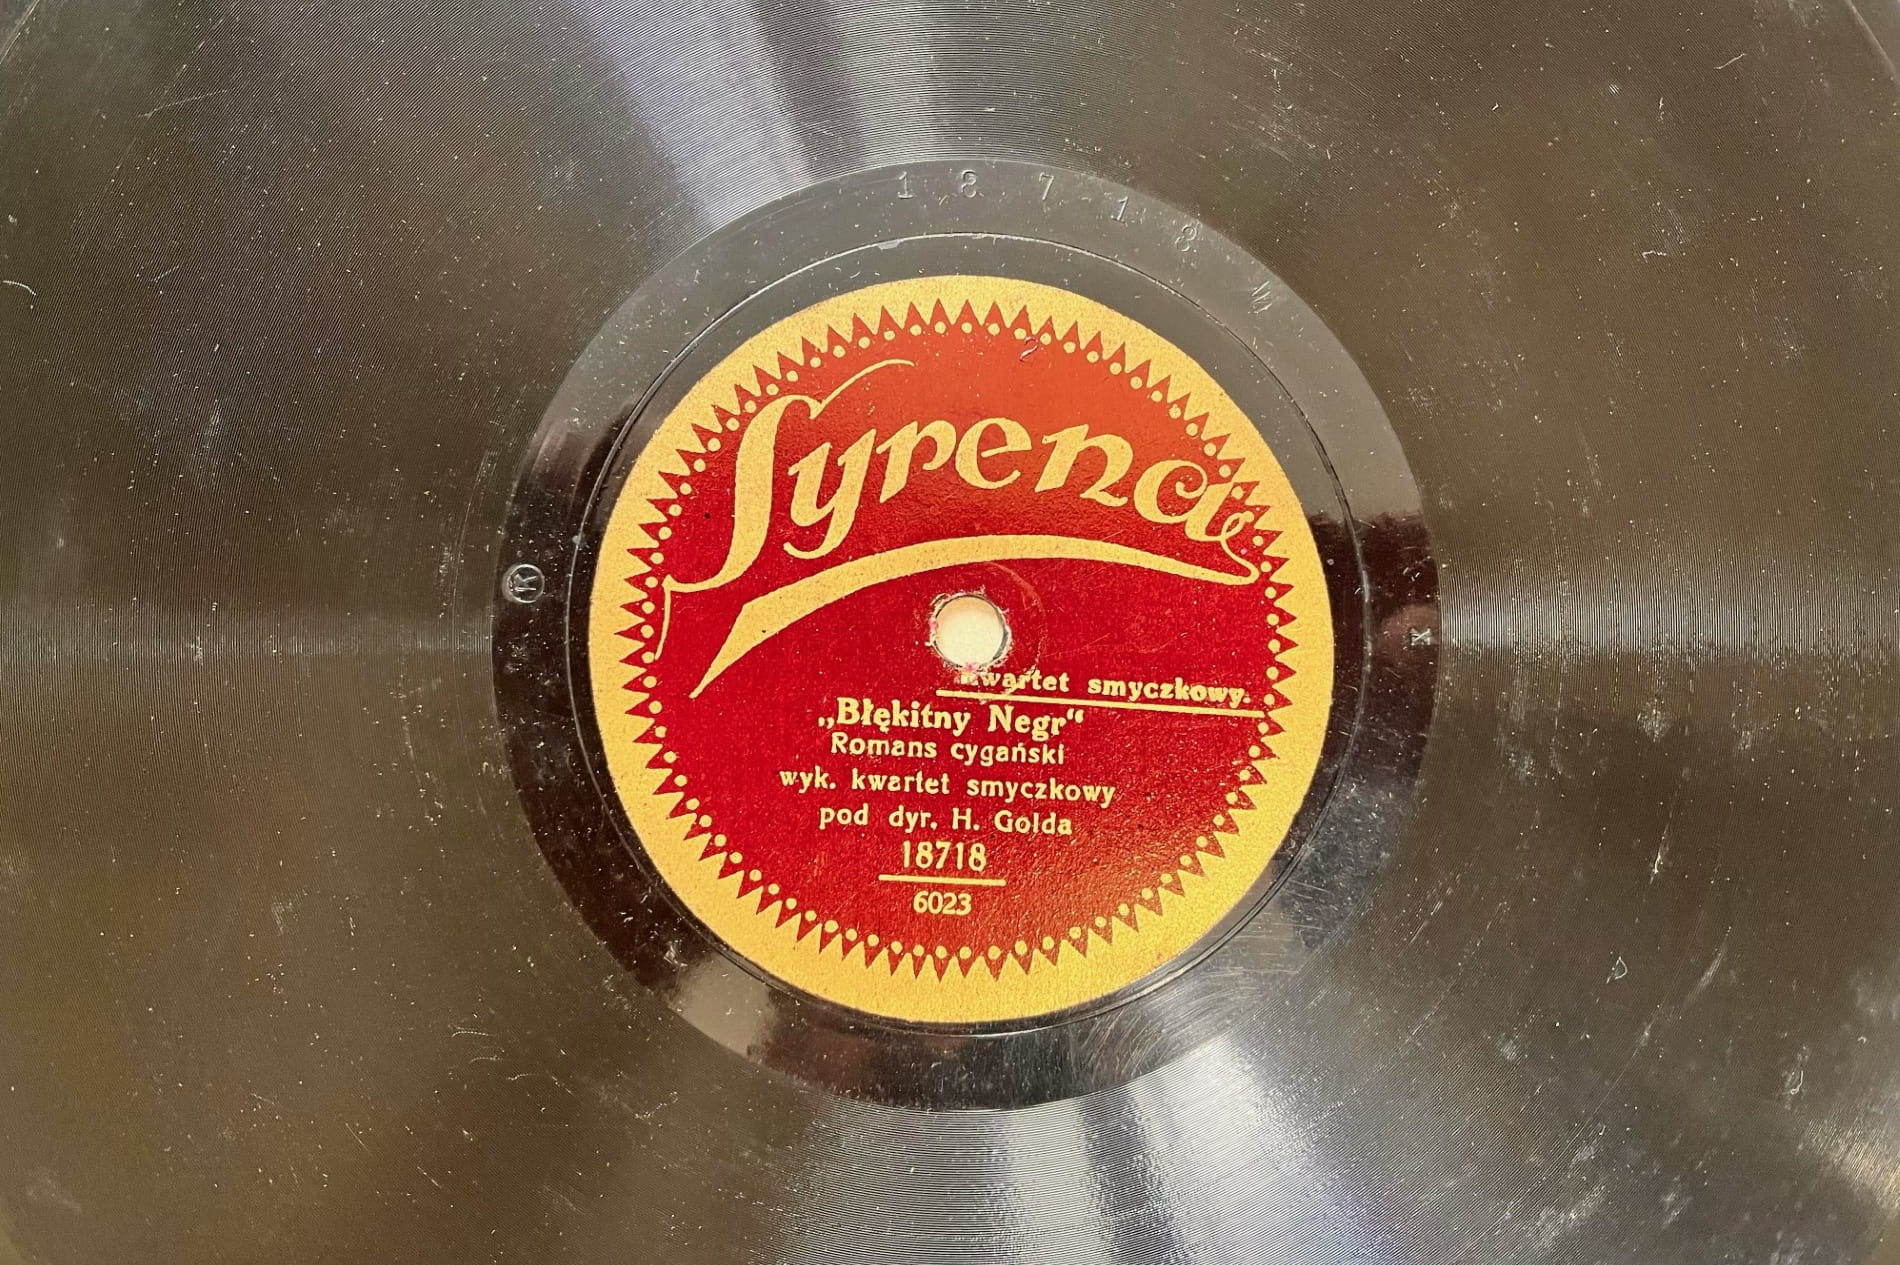 18718
Syrena
kwartet smyczkowy.
„Błękitny Negr“
Romans cygański
wyk. kwartet smyczkowy
pod dyr. H. Golda
18718
6023
K
x